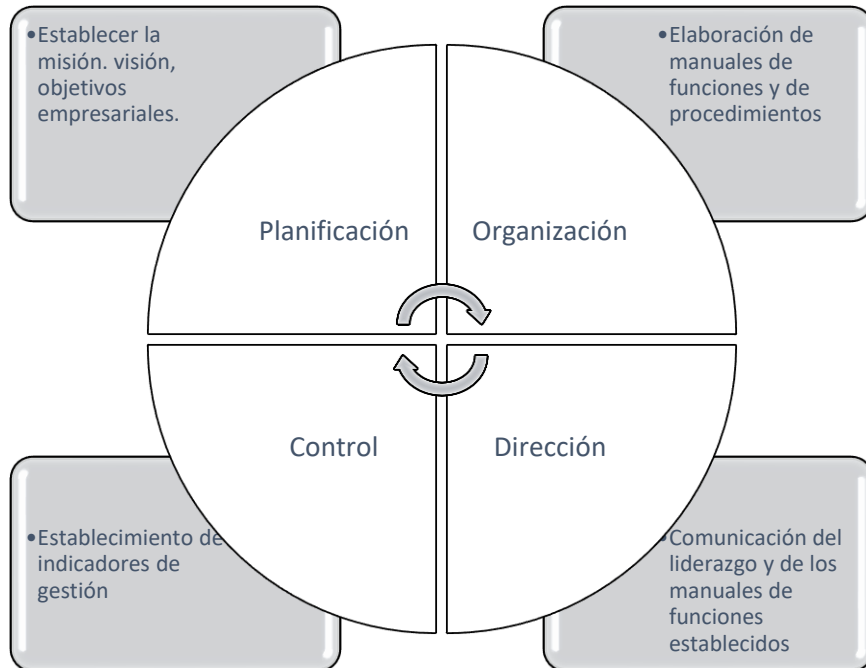 •Establecer la
misión. visión,
objetivos
empresariales.
•Elaboración de
manuales de
funciones y de
procedimientos
Planificación
Organización
Control
Dirección
•Establecimiento de
indicadores de
gestión
•Comunicación del
liderazgo y de los
manuales de
funciones
establecidos